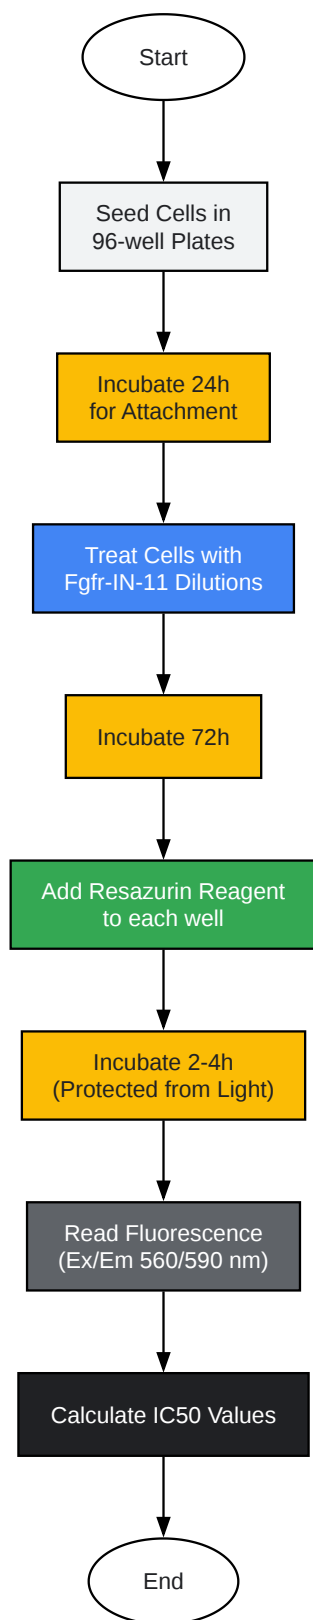 Start
Seed Cells in
96-well Plates
Incubate 24h
for Attachment
Treat Cells with
Fgfr-IN-11 Dilutions
Incubate 72h
Add Resazurin Reagent
to each well
Incubate 2-4h
(Protected from Light)
Read Fluorescence
(Ex/Em 560/590 nm)
Calculate IC50 Values
End